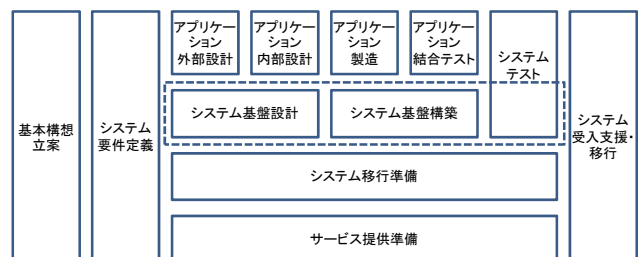 基本構想
立案
システム
要件定義
アプリケー
ション
外部設計
アプリケー
ション
内部設計
アプリケー
ション
製造
アプリケー
ション
結合テスト
システム
テスト
システム基盤設計
システム基盤構築
システム移行準備
サービス提供準備
システム
受入支援・
移行